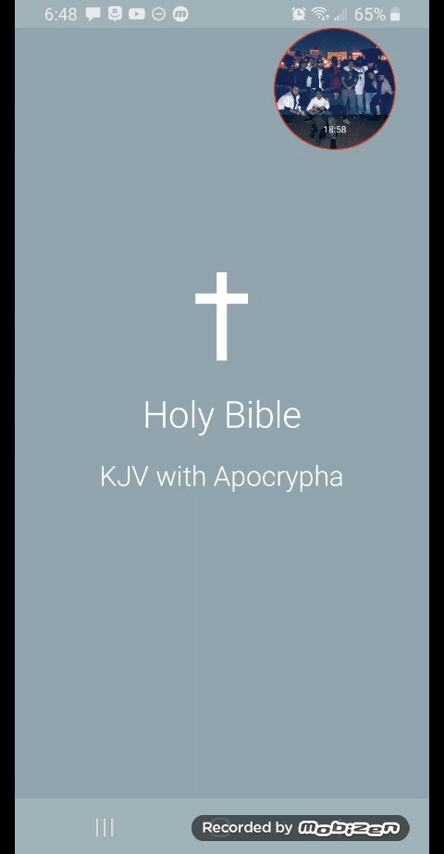 6:48 65%
18:58
Holy Bible
KJV with Apocrypha
Recorded by Mobizen